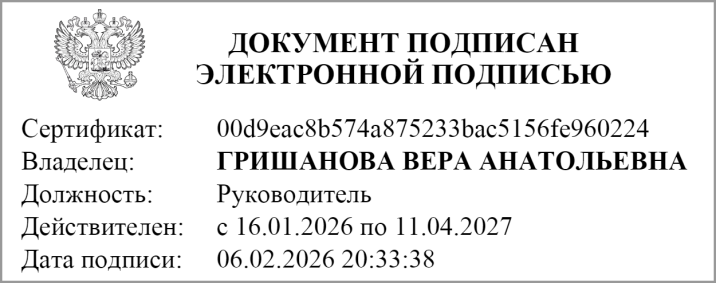 ДОКУМЕНТ ПОДПИСАН
ЭЛЕКТРОННОЙ ПОДПИСЬЮ
Сертификат: 00d9eac8b574a875233bac5156fe960224
Владелец: ГРИШАНОВА ВЕРА АНАТОЛЬЕВНА
Должность: Руководитель
Действителен: с 16.01.2026 по 11.04.2027
Дата подписи: 06.02.2026 20:33:38